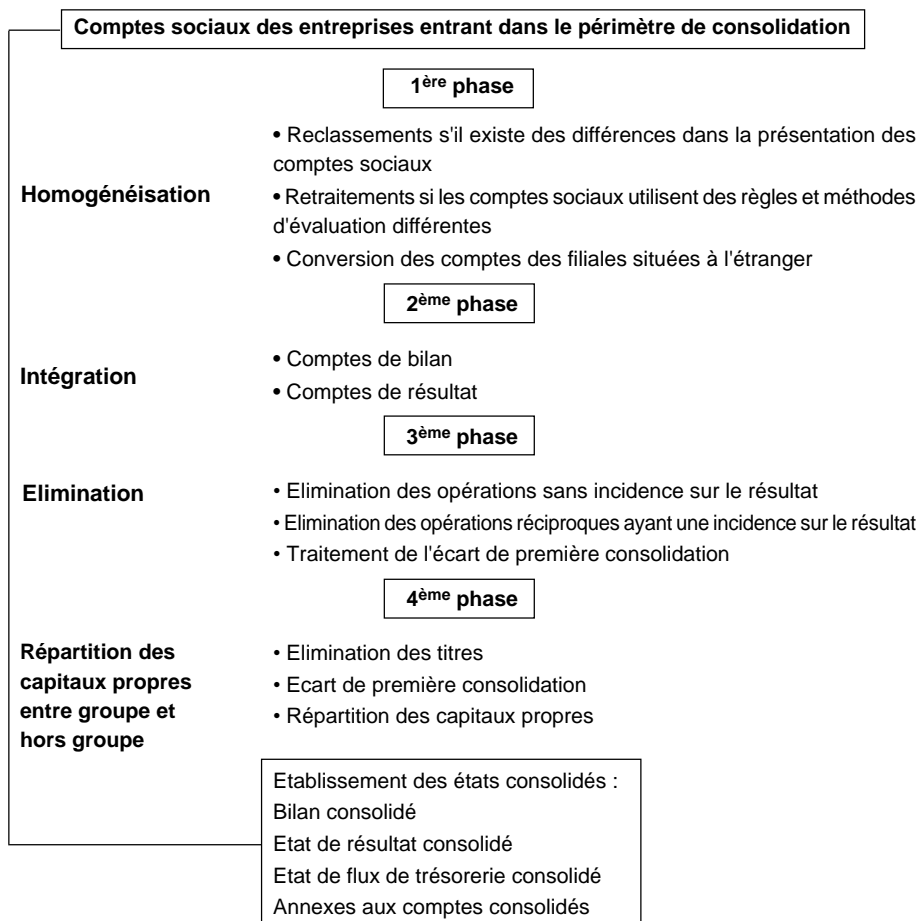 Comptes sociaux des entreprises entrant dans le périmètre de consolidation
1ère phase
• Reclassements s'il existe des différences dans la présentation des
comptes sociaux
Homogénéisation
• Retraitements si les comptes sociaux utilisent des règles et méthodes
d'évaluation différentes
• Conversion des comptes des filiales situées à l'étranger
2ème phase
Intégration
• Comptes de bilan
• Comptes de résultat
3ème phase
Elimination
• Elimination des opérations sans incidence sur le résultat
• Elimination des opérations réciproques ayant une incidence sur le résultat
• Traitement de l'écart de première consolidation
4ème phase
Répartition des
capitaux propres
entre groupe et
hors groupe
• Elimination des titres
• Ecart de première consolidation
• Répartition des capitaux propres
Etablissement des états consolidés :
Bilan consolidé
Etat de résultat consolidé
Etat de flux de trésorerie consolidé
Annexes aux comptes consolidés